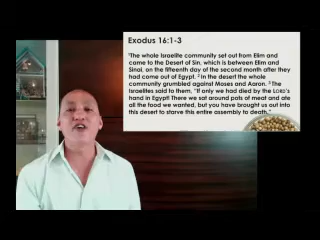 Exodus 16:1-3
¹The whole Israelite community set out from Elim and
came to the Desert of Sin, which is between Elim and
Sinai, on the fifteenth day of the second month after they
had come out of Egypt. ² In the desert the whole
community grumbled against Moses and Aaron. ³ The
Israelites said to them, “If only we had died by the LORD’s
hand in Egypt! There we sat around pots of meat and ate
all the food we wanted, but you have brought us out into
this desert to starve this entire assembly to death.”